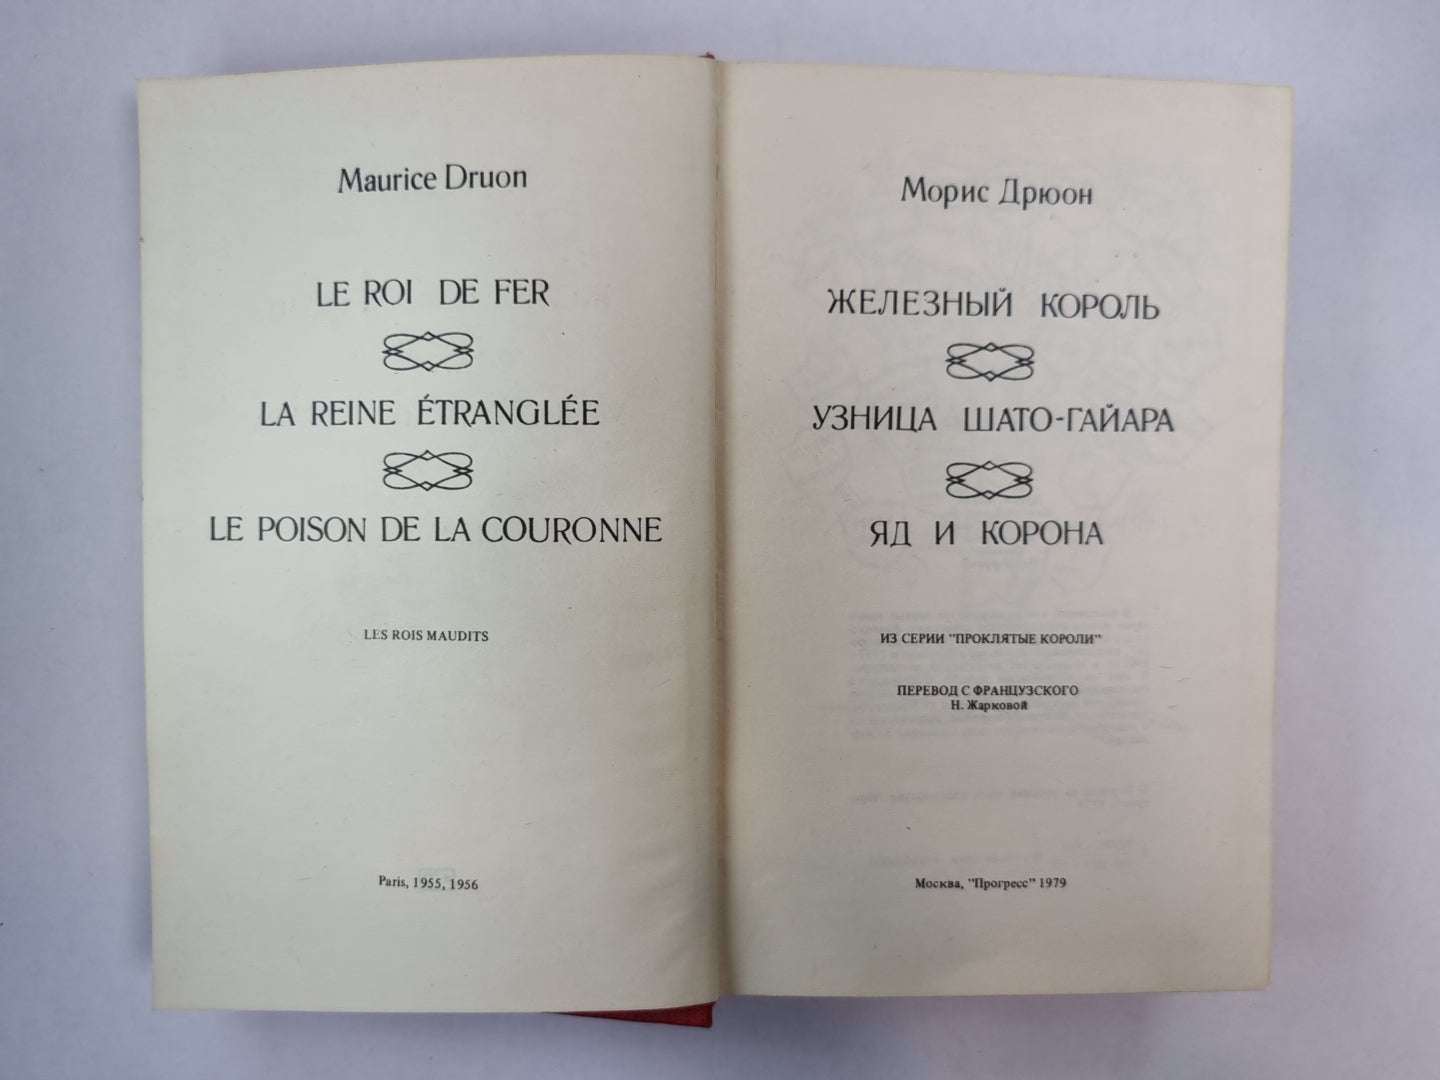 Maurice Druon
LE ROI DE FER
LA REINE ÉTRANGLÉE
LE POISON DE LA COURONNE
LES ROIS MAUDITS
Paris, 1955, 1956
Морис Дрюон
ЖЕЛЕЗНЫЙ КОРОЛЬ
УЗНИЦА ШАТО-ГАЙАРА
ЯД И КОРОНА
ИЗ СЕРИИ "ПРОКЛЯТЫЕ КОРОЛИ"
ПЕРЕВОД С ФРАНЦУЗСКОГО
Н. Жарковой
Москва, "Прогресс" 1979